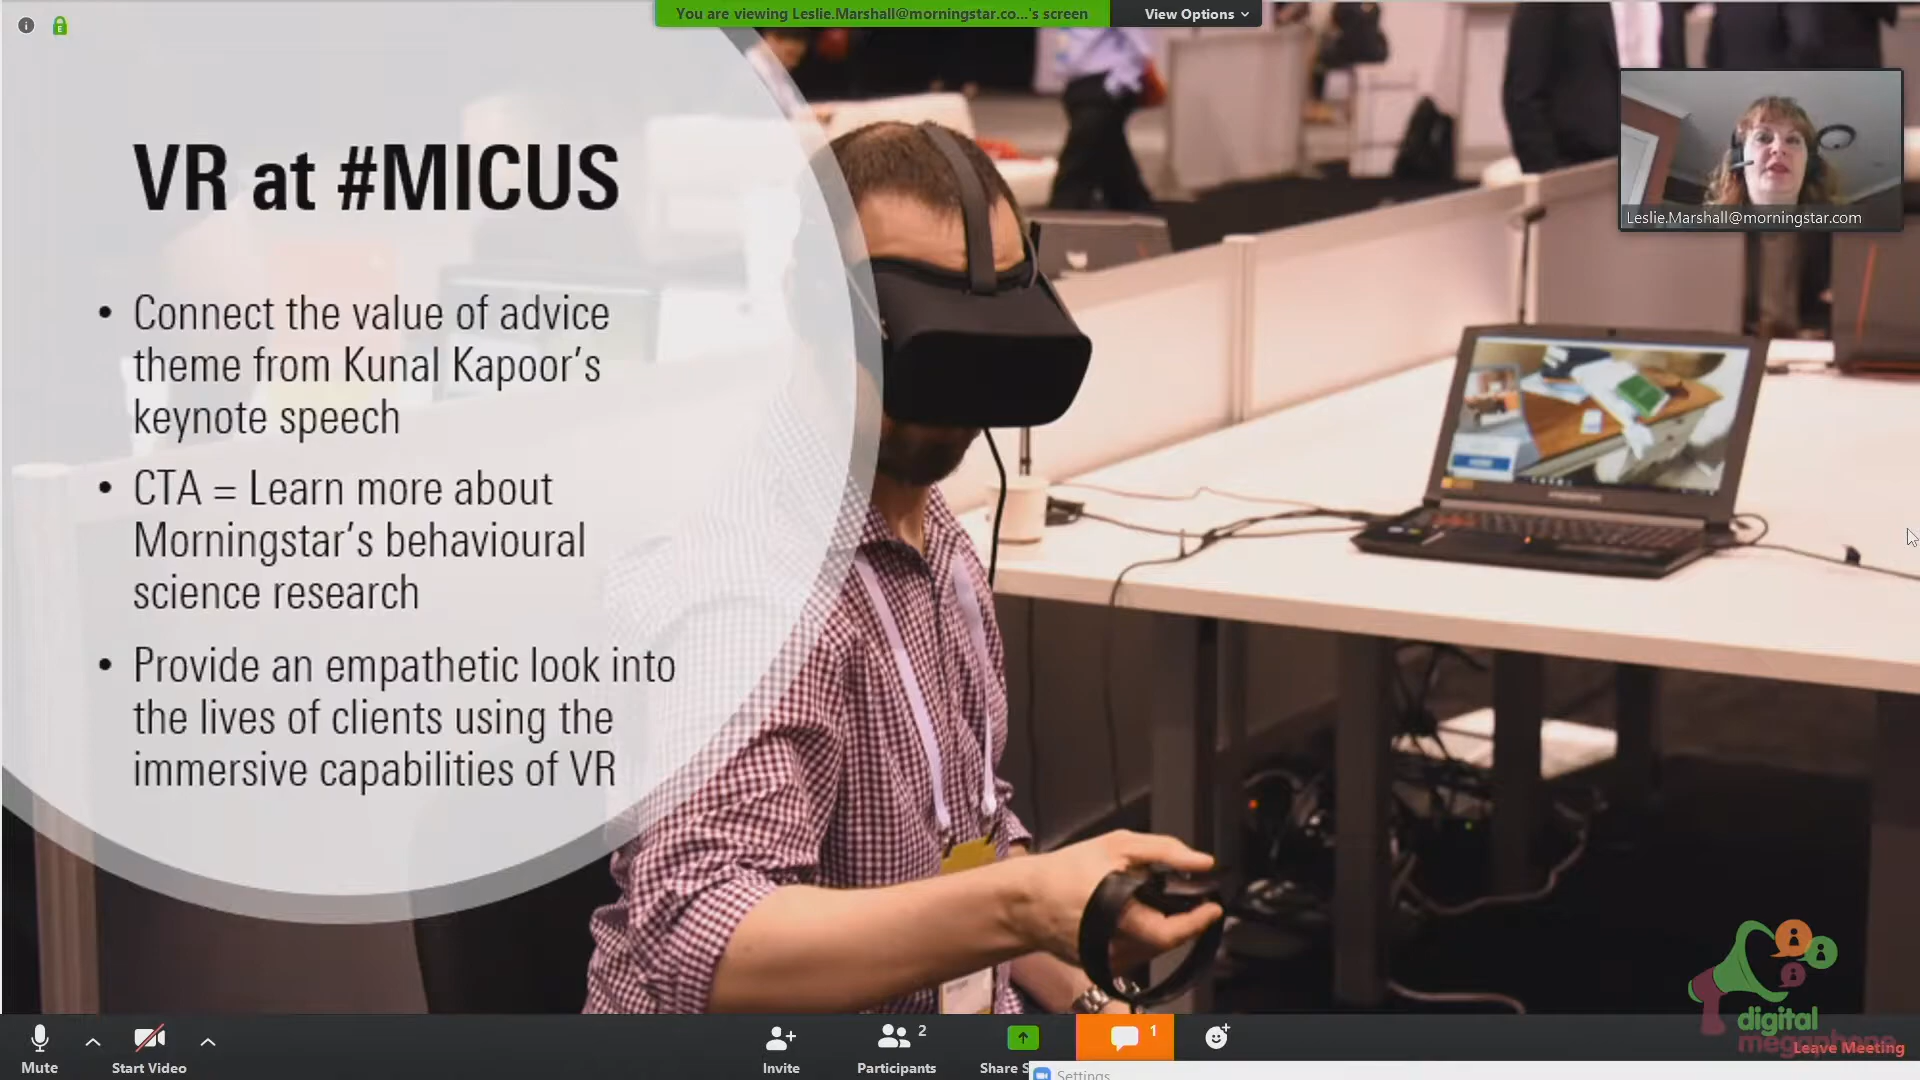 You are viewing Leslie.Marshall@morningstar.co...'s screen
View Options
VR at #MICUS
Leslie.Marshall@morningstar.com
• Connect the value of advice
theme from Kunal Kapoor's
keynote speech
• CTA = Learn more about
Morningstar's behavioural
science research
• Provide an empathetic look into
the lives of clients using the
immersive capabilities of VR
digital
megaphone
Leave Meeting
Mute
Start Video
Invite
2
Participants
Share S
1
Settings